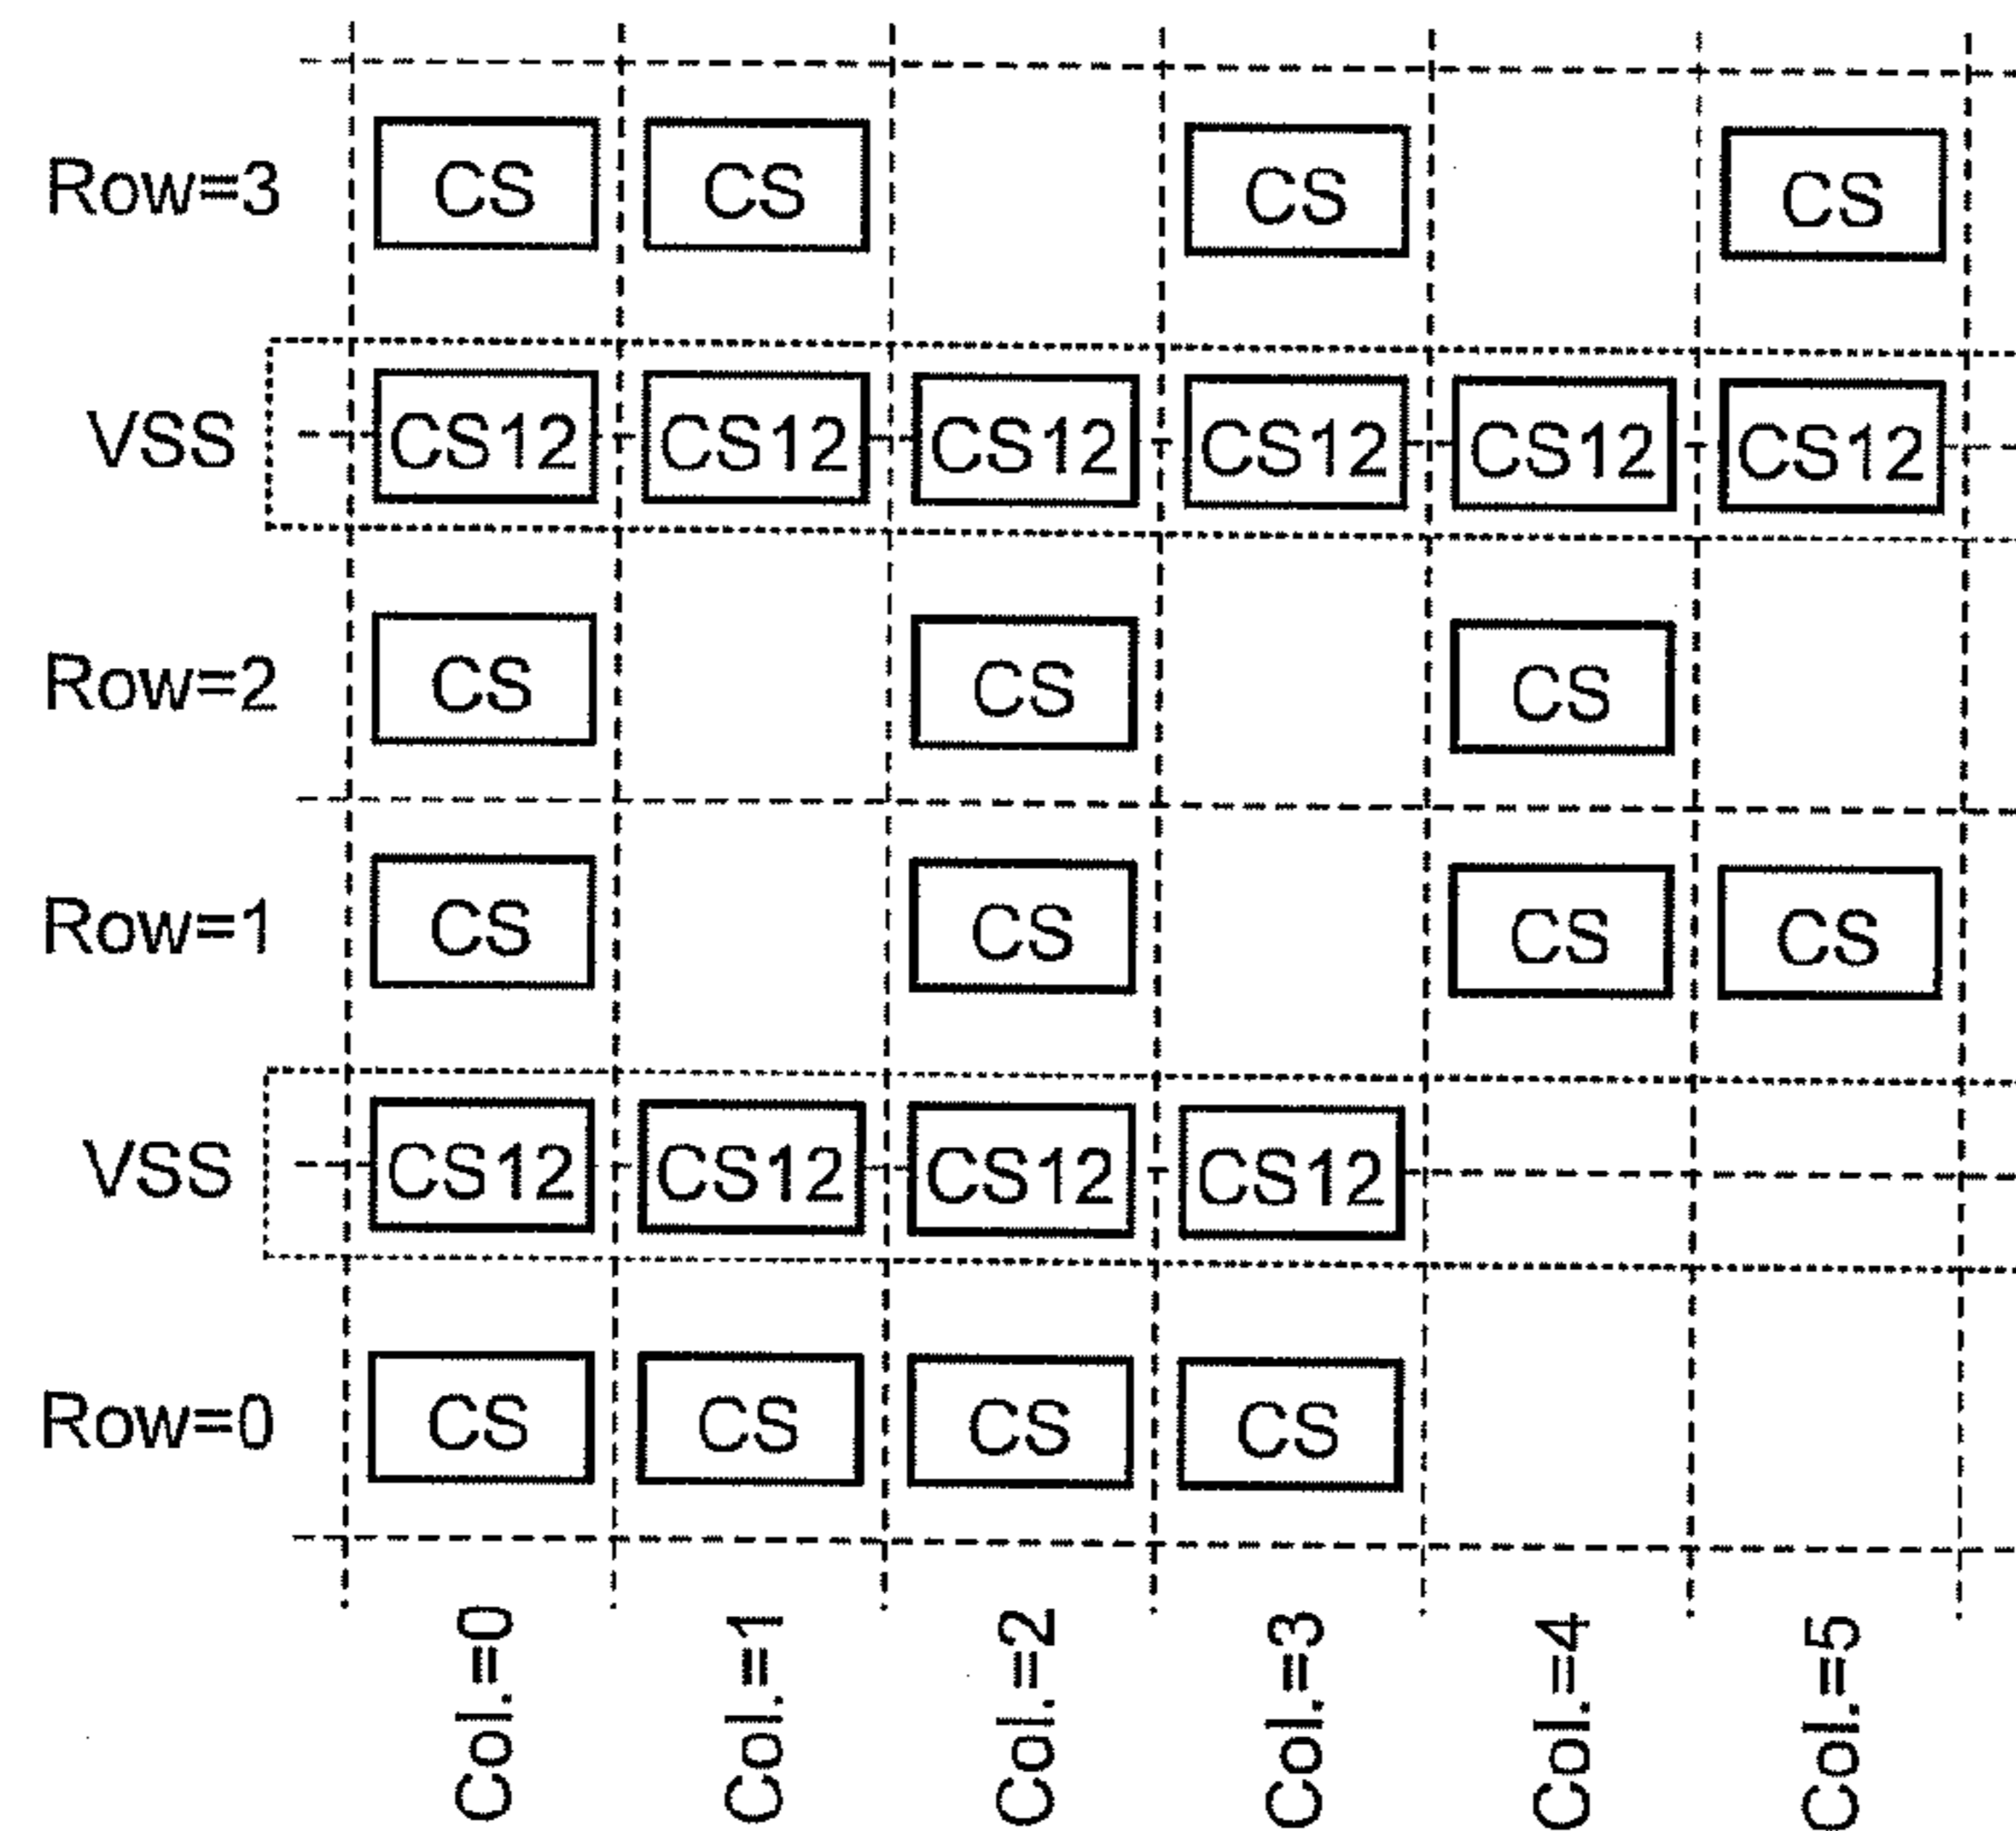 Row=3 CS CS CS CS
VSS CS12 CS12 CS12 CS12 CS12 CS12
Row=2 CS CS CS
Row=1 CS CS CS CS
VSS CS12 CS12 CS12 CS12
Row=0 CS CS CS CS
Col.=0 Col.=1 Col.=2 Col.=3 Col.=4 Col.=5